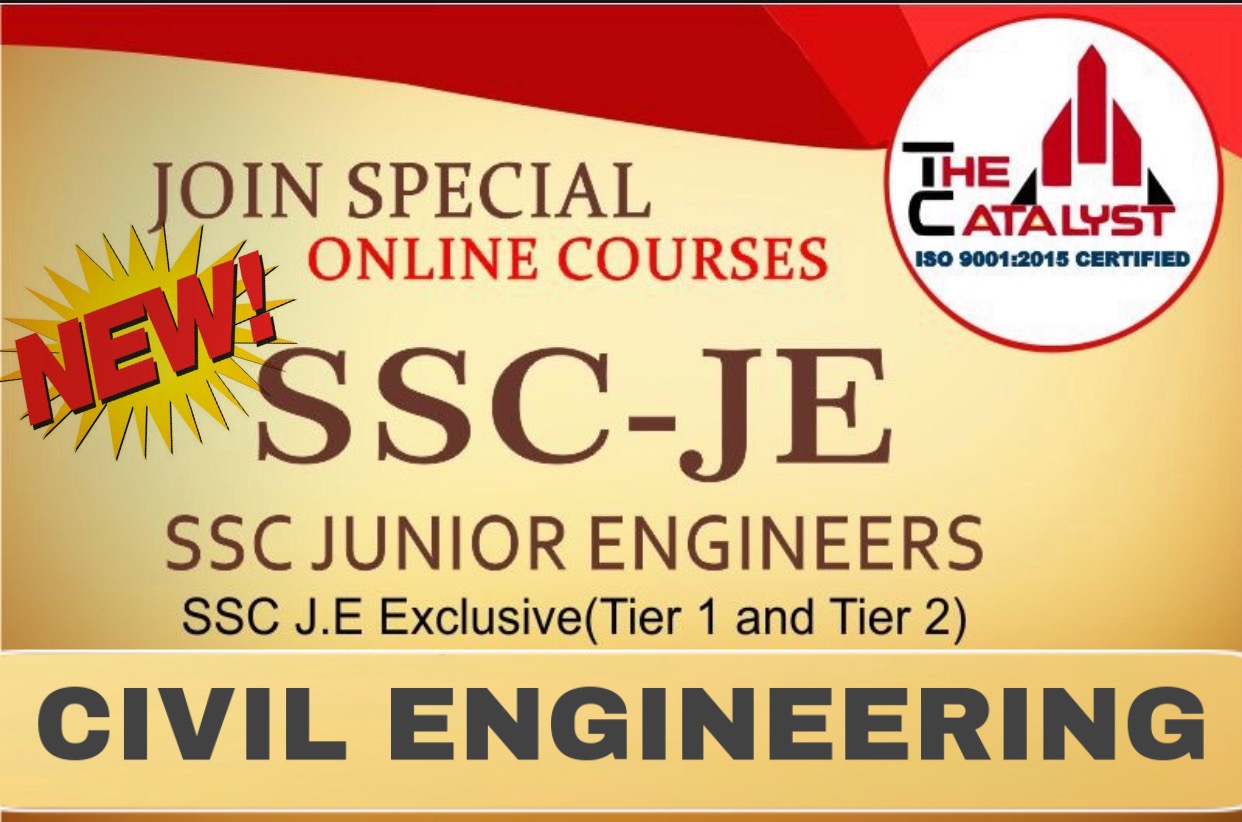 JOIN SPECIAL
ONLINE COURSES
THE
CATALYST
ISO 9001:2015 CERTIFIED
NEW!
SSC-JE
SSC JUNIOR ENGINEERS
SSC J.E Exclusive(Tier 1 and Tier 2)
CIVIL ENGINEERING